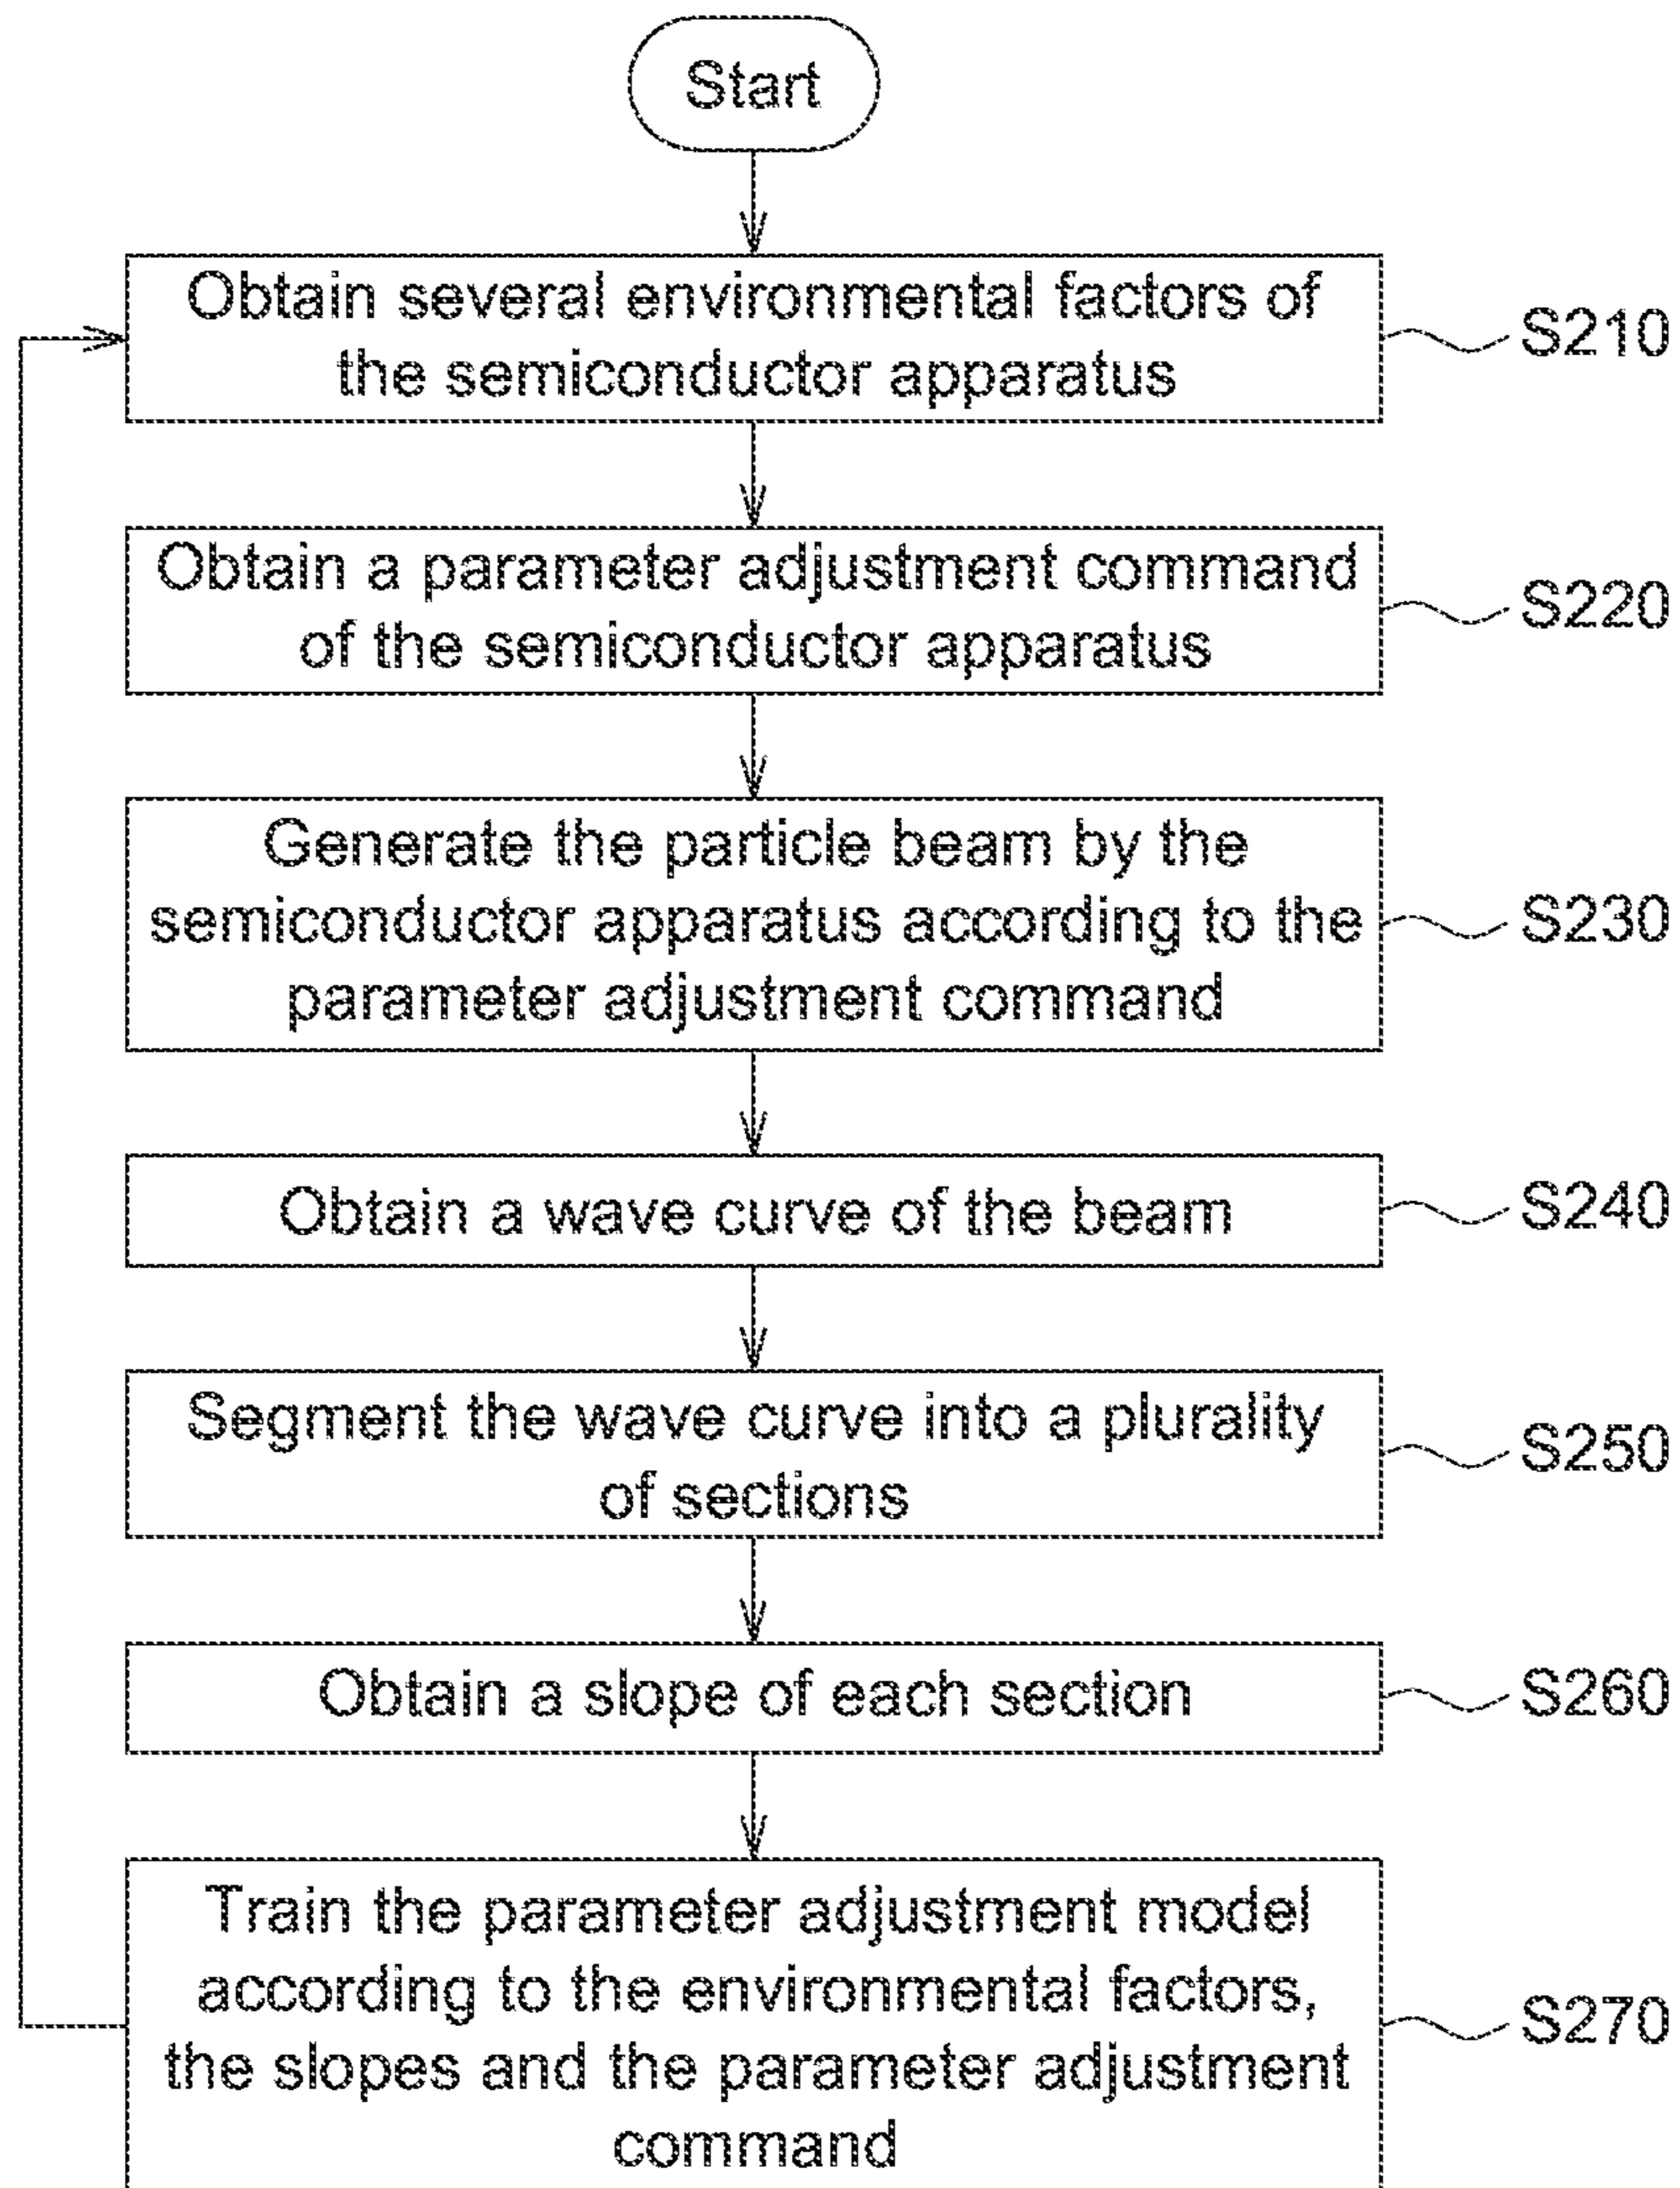 Start
Obtain several environmental factors of
the semiconductor apparatus
S210
Obtain a parameter adjustment command
of the semiconductor apparatus
S220
Generate the particle beam by the
semiconductor apparatus according to the
parameter adjustment command
S230
Obtain a wave curve of the beam
S240
Segment the wave curve into a plurality
of sections
S250
Obtain a slope of each section
S260
Train the parameter adjustment model
according to the environmental factors,
the slopes and the parameter adjustment
command
S270